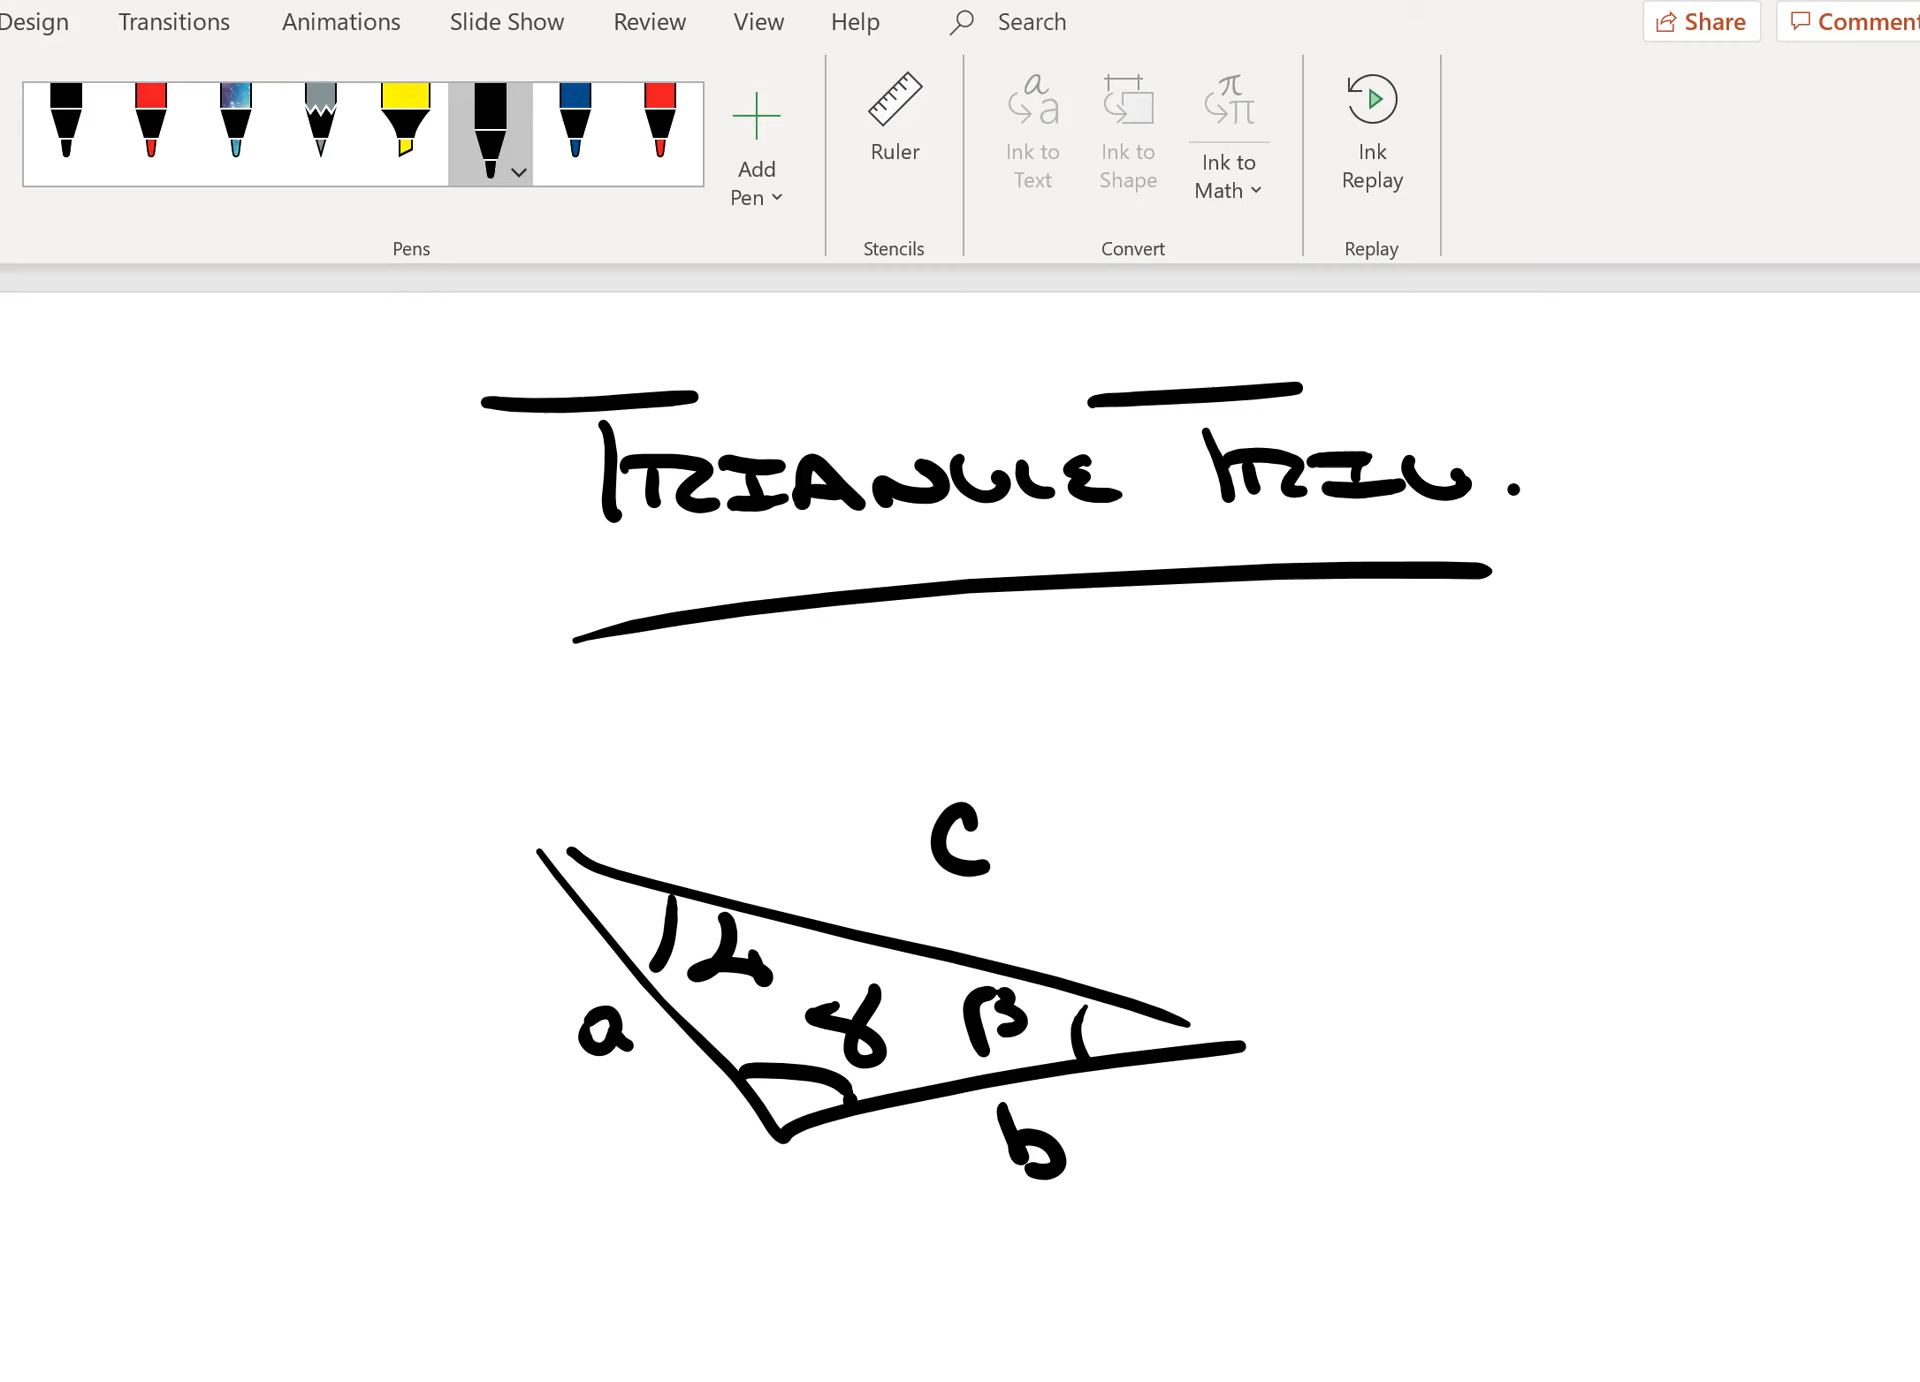 Design Transitions Animations Slide Show Review View Help Search Share Comment
Add Pen Ruler Ink to Text Ink to Shape Ink to Math Ink Replay
Pens Stencils Convert Replay
TRIANGLE TRIG.
c
α
a γ β
b